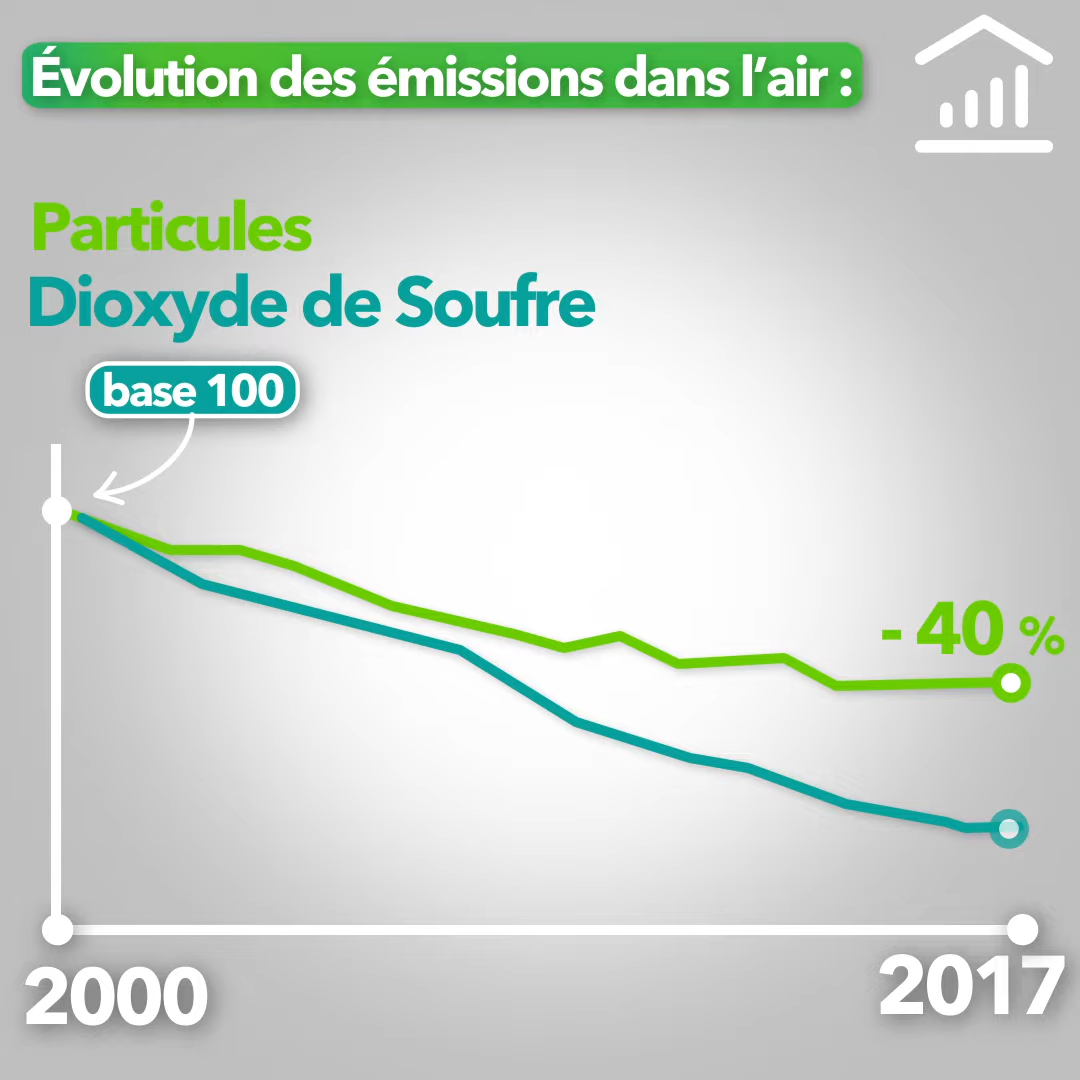 Évolution des émissions dans l’air :
Particules
Dioxyde de Soufre
base 100
- 40 %
2000
2017